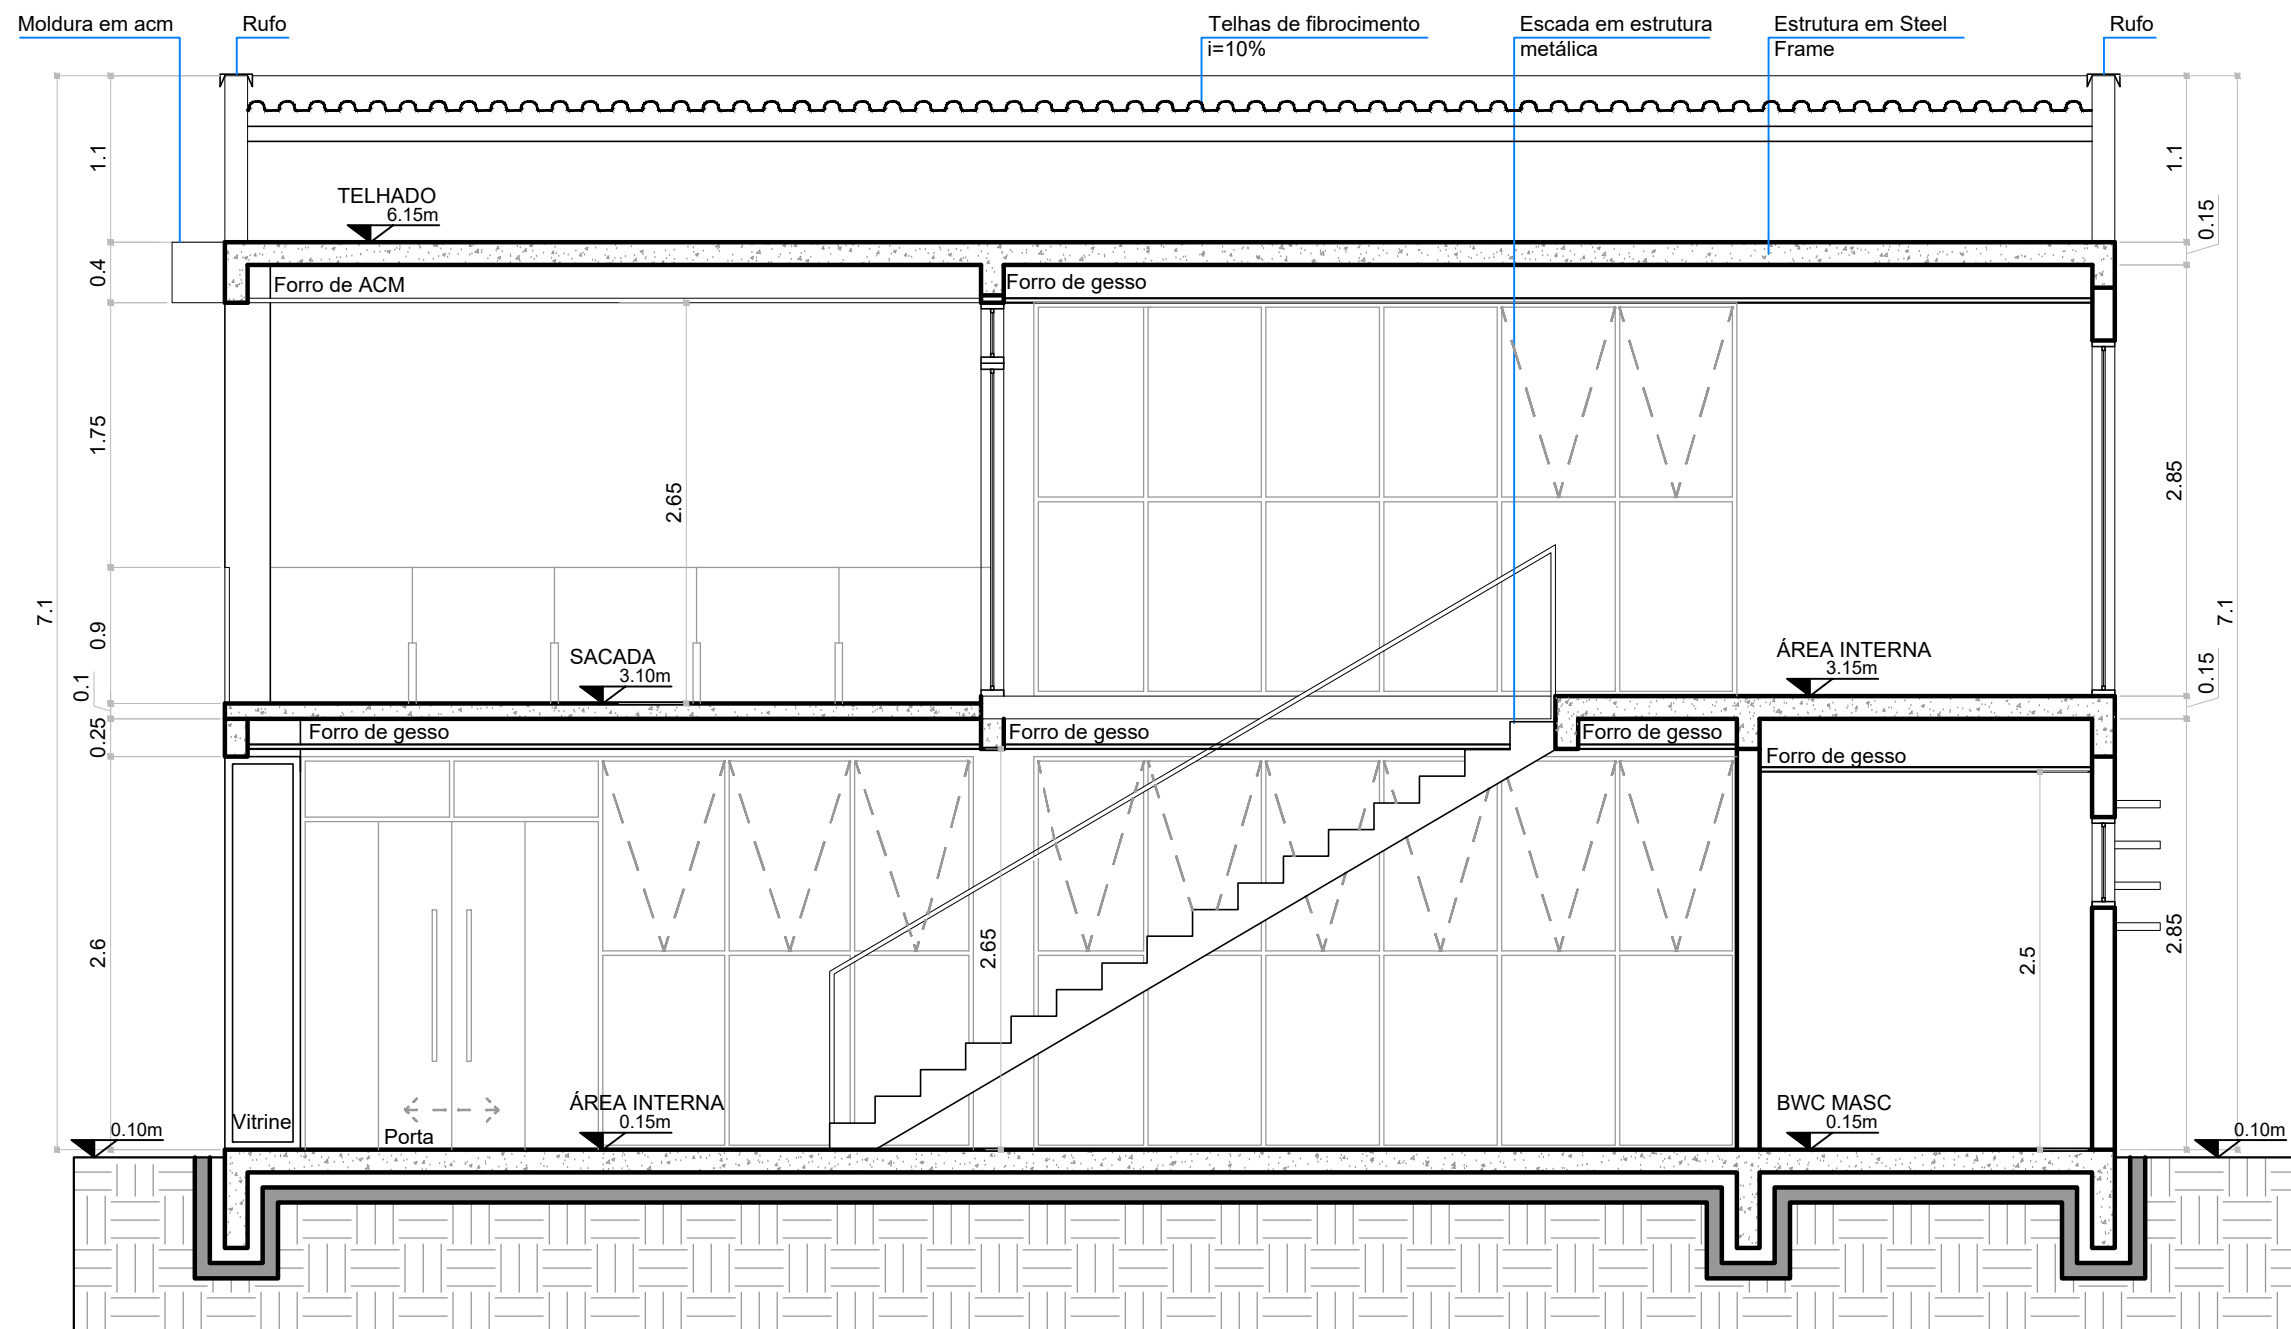 Moldura em acm
Rufo
Telhas de fibrocimento
i=10%
Escada em estrutura
metálica
Estrutura em Steel
Frame
Rufo
1.1
1.1
TELHADO
6.15m
0.15
0.4
Forro de ACM
Forro de gesso
1.75
2.65
2.85
7.1
0.9
SACADA
3.10m
ÁREA INTERNA
3.15m
7.1
0.15
0.1
0.25
Forro de gesso
Forro de gesso
Forro de gesso
Forro de gesso
2.6
2.65
2.5
2.85
Vitrine
Porta
ÁREA INTERNA
0.15m
BWC MASC
0.15m
0.10m
0.10m